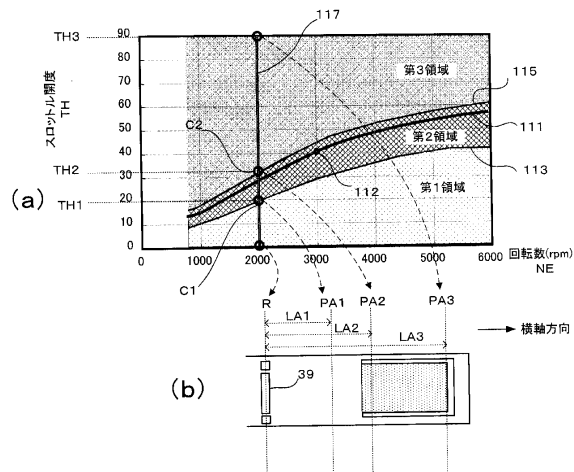 (a)
スロットル開度
TH
TH3
TH2
TH1
90
80
70
60
50
40
30
20
10
0
0
1000
2000
3000
4000
5000
6000
回転数(rpm)
NE
117
115
111
113
112
C2
C1
第3領域
第2領域
第1領域
R
PA1
PA2
PA3
LA1
LA2
LA3
横軸方向
(b)
39